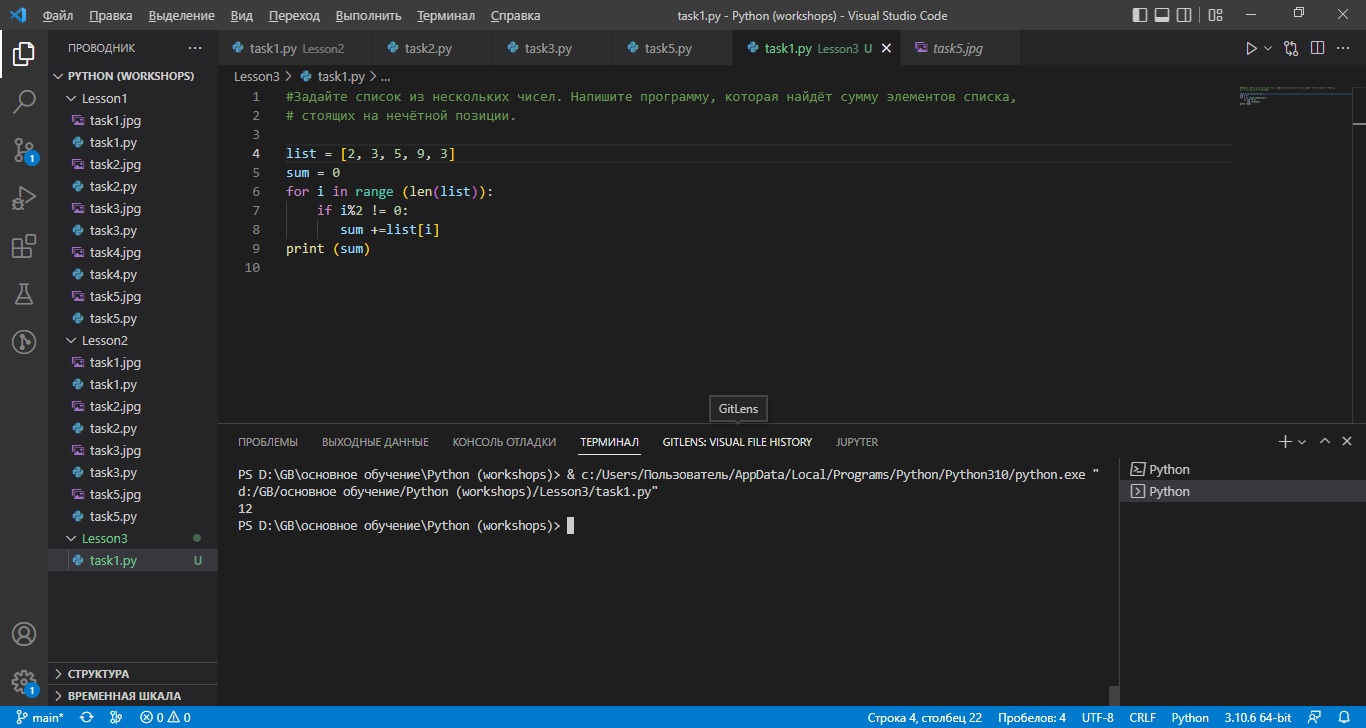 Файл Правка Выделение Вид Переход Выполнить Терминал Справка task1.py - Python (workshops) - Visual Studio Code
ПРОВОДНИК ...
task1.py Lesson2 task2.py task3.py task5.py task1.py Lesson3 U task5.jpg
PYTHON (WORKSHOPS)
Lesson1
task1.jpg
task1.py
task2.jpg
task2.py
task3.jpg
task3.py
task4.jpg
task4.py
task5.jpg
task5.py
Lesson2
task1.jpg
task1.py
task2.jpg
task2.py
task3.jpg
task3.py
task5.jpg
task5.py
Lesson3
task1.py U
СТРУКТУРА
ВРЕМЕННАЯ ШКАЛА
1
1
Lesson3 > task1.py > ...
1 #Задайте список из нескольких чисел. Напишите программу, которая найдёт сумму элементов списка,
2 # стоящих на нечётной позиции.
3
4 list = [2, 3, 5, 9, 3]
5 sum = 0
6 for i in range (len(list)):
7 if i%2 != 0:
8 sum +=list[i]
9 print (sum)
10
GitLens
ПРОБЛЕМЫ ВЫХОДНЫЕ ДАННЫЕ КОНСОЛЬ ОТЛАДКИ ТЕРМИНАЛ GITLENS: VISUAL FILE HISTORY JUPYTER
PS D:\GB\основное обучение\Python (workshops)> & c:/Users/Пользователь/AppData/Local/Programs/Python/Python310/python.exe "
d:/GB/основное обучение/Python (workshops)/Lesson3/task1.py"
12
PS D:\GB\основное обучение\Python (workshops)>
Python
Python
main* 0 0 Строка 4, столбец 22 Пробелов: 4 UTF-8 CRLF Python 3.10.6 64-bit